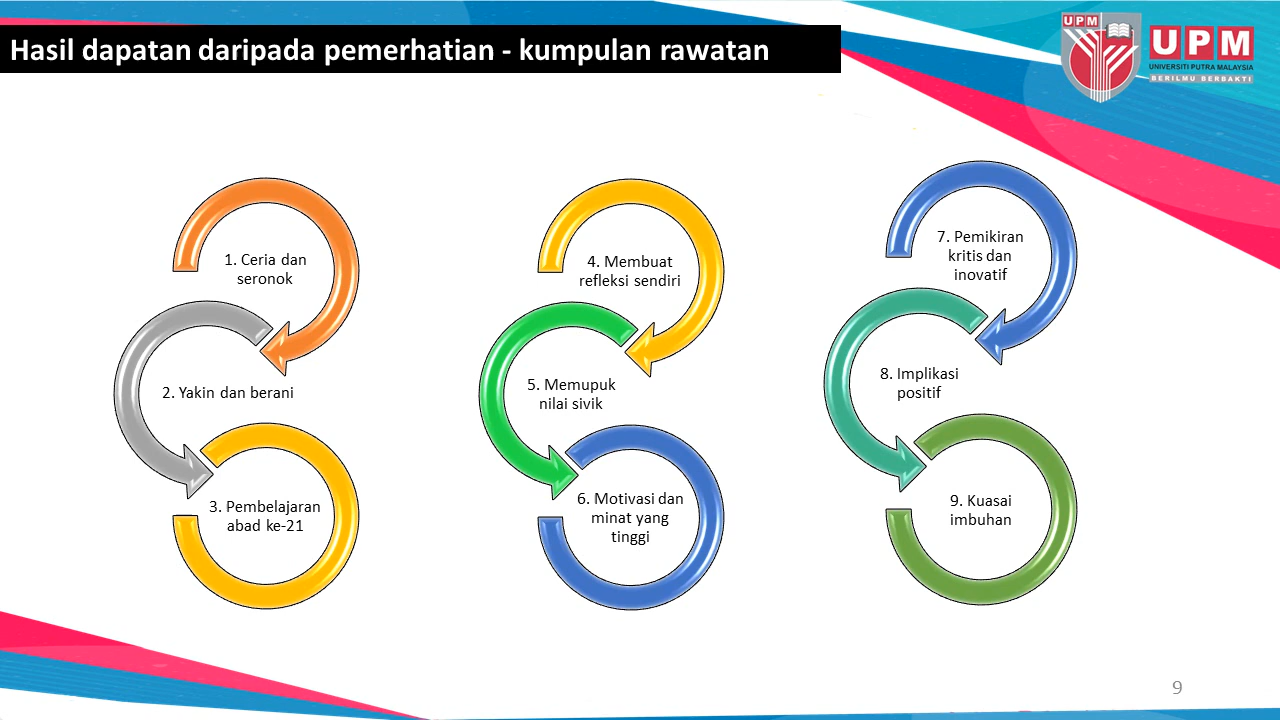 Hasil dapatan daripada pemerhatian - kumpulan rawatan
UPM
UPM
UNIVERSITI PUTRA MALAYSIA
BERILMU BERBAKTI
1. Ceria dan
seronok
2. Yakin dan berani
3. Pembelajaran
abad ke-21
4. Membuat
refleksi sendiri
5. Memupuk
nilai sivik
6. Motivasi dan
minat yang
tinggi
7. Pemikiran
kritis dan
inovatif
8. Implikasi
positif
9. Kuasai
imbuhan
9